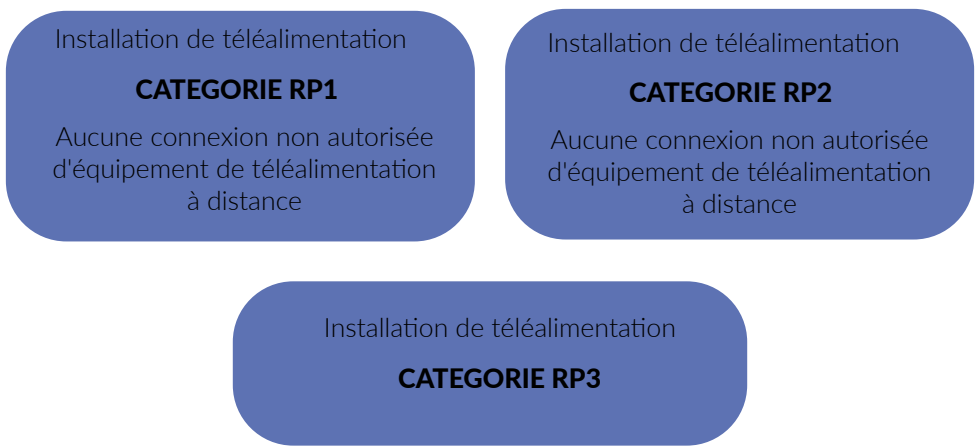 Installation de téléalimentation
CATEGORIE RP1
Aucune connexion non autorisée
d'équipement de téléalimentation
à distance
Installation de téléalimentation
CATEGORIE RP2
Aucune connexion non autorisée
d'équipement de téléalimentation
à distance
Installation de téléalimentation
CATEGORIE RP3